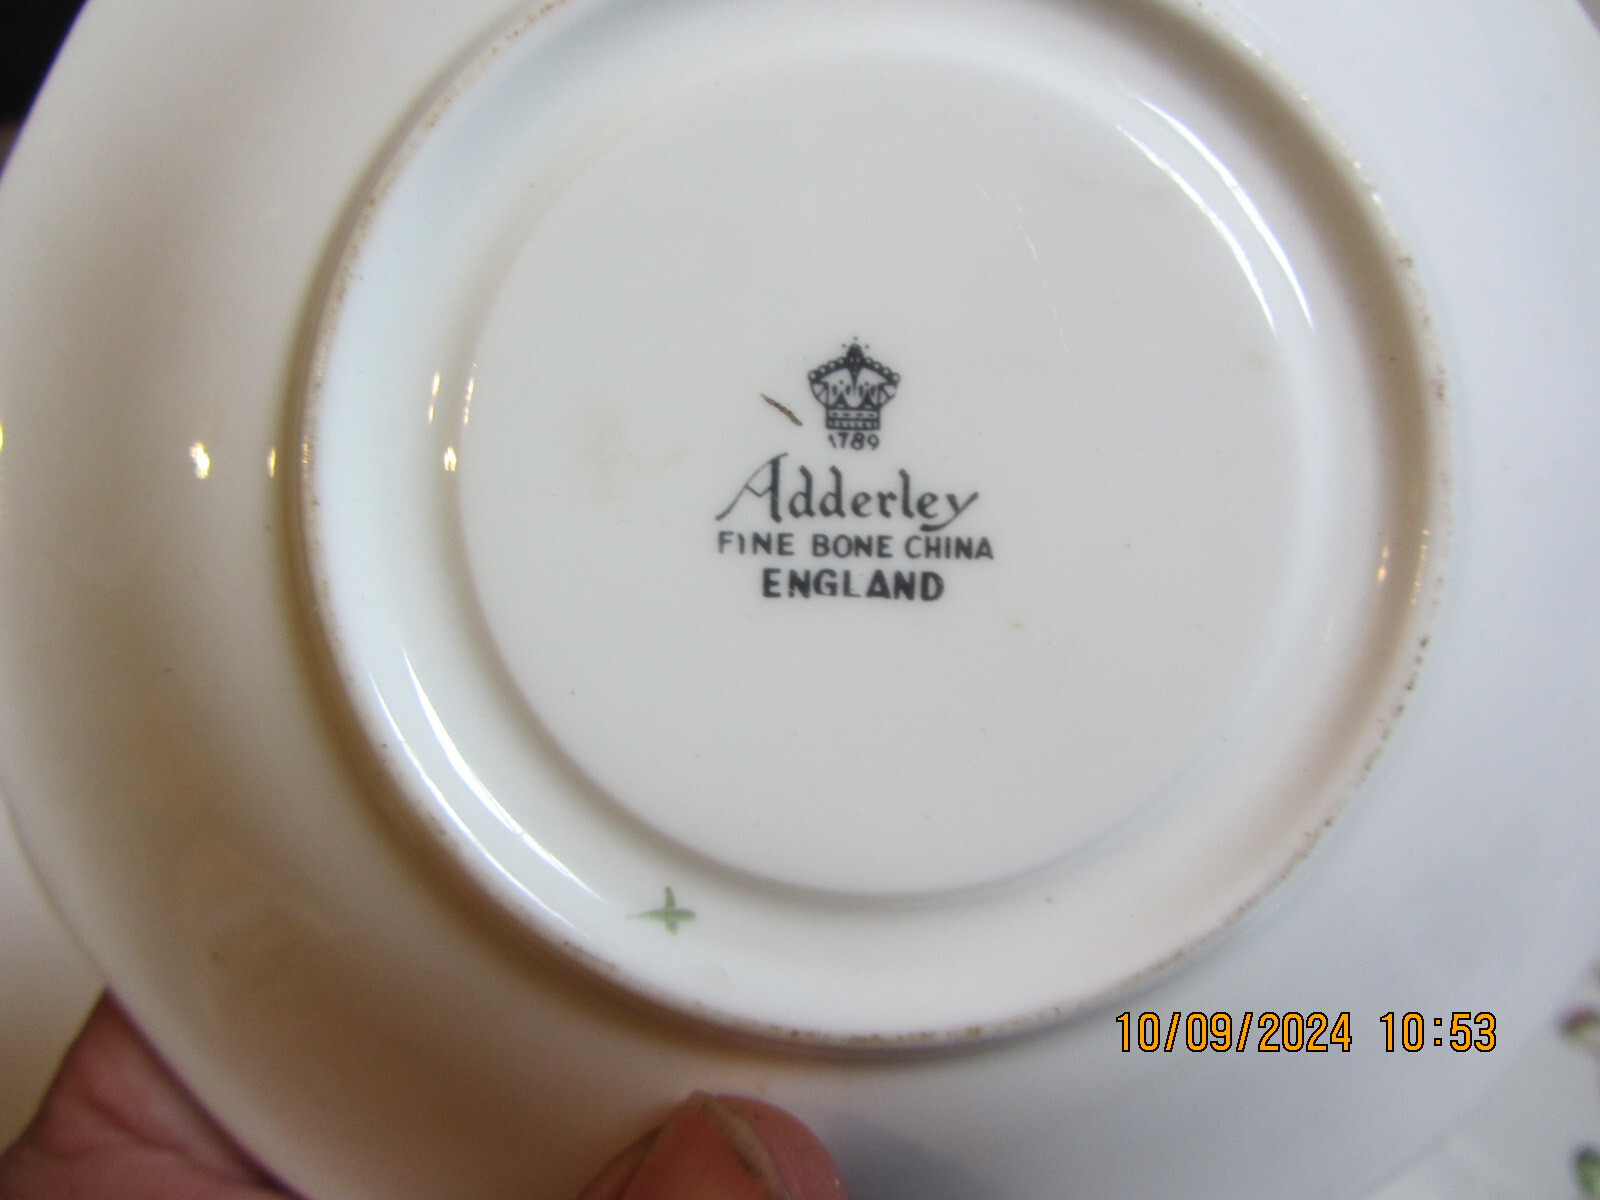 1789
Adderley
FINE BONE CHINA
ENGLAND
10/09/2024 10:53